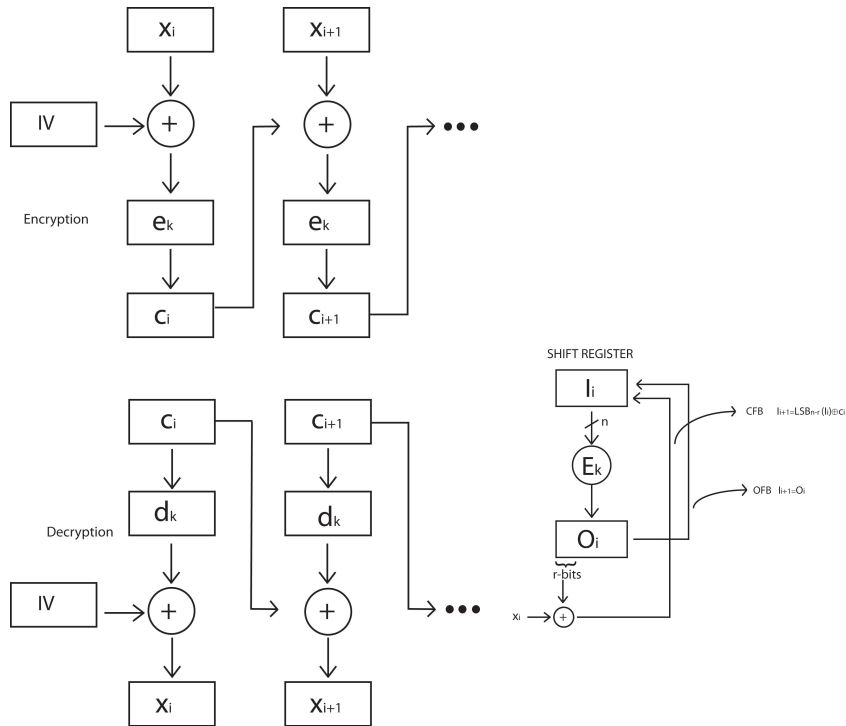 xi
xi+1
IV
+
+
Encryption
ek
ek
ci
ci+1
ci
ci+1
Decryption
dk
dk
IV
+
+
xi
xi+1
SHIFT REGISTER
Ii
n
Ek
Oi
r-bits
xi
+
CFB Ii+1=LSBn-r(Ii)⊕ci
OFB Ii+1=Oi